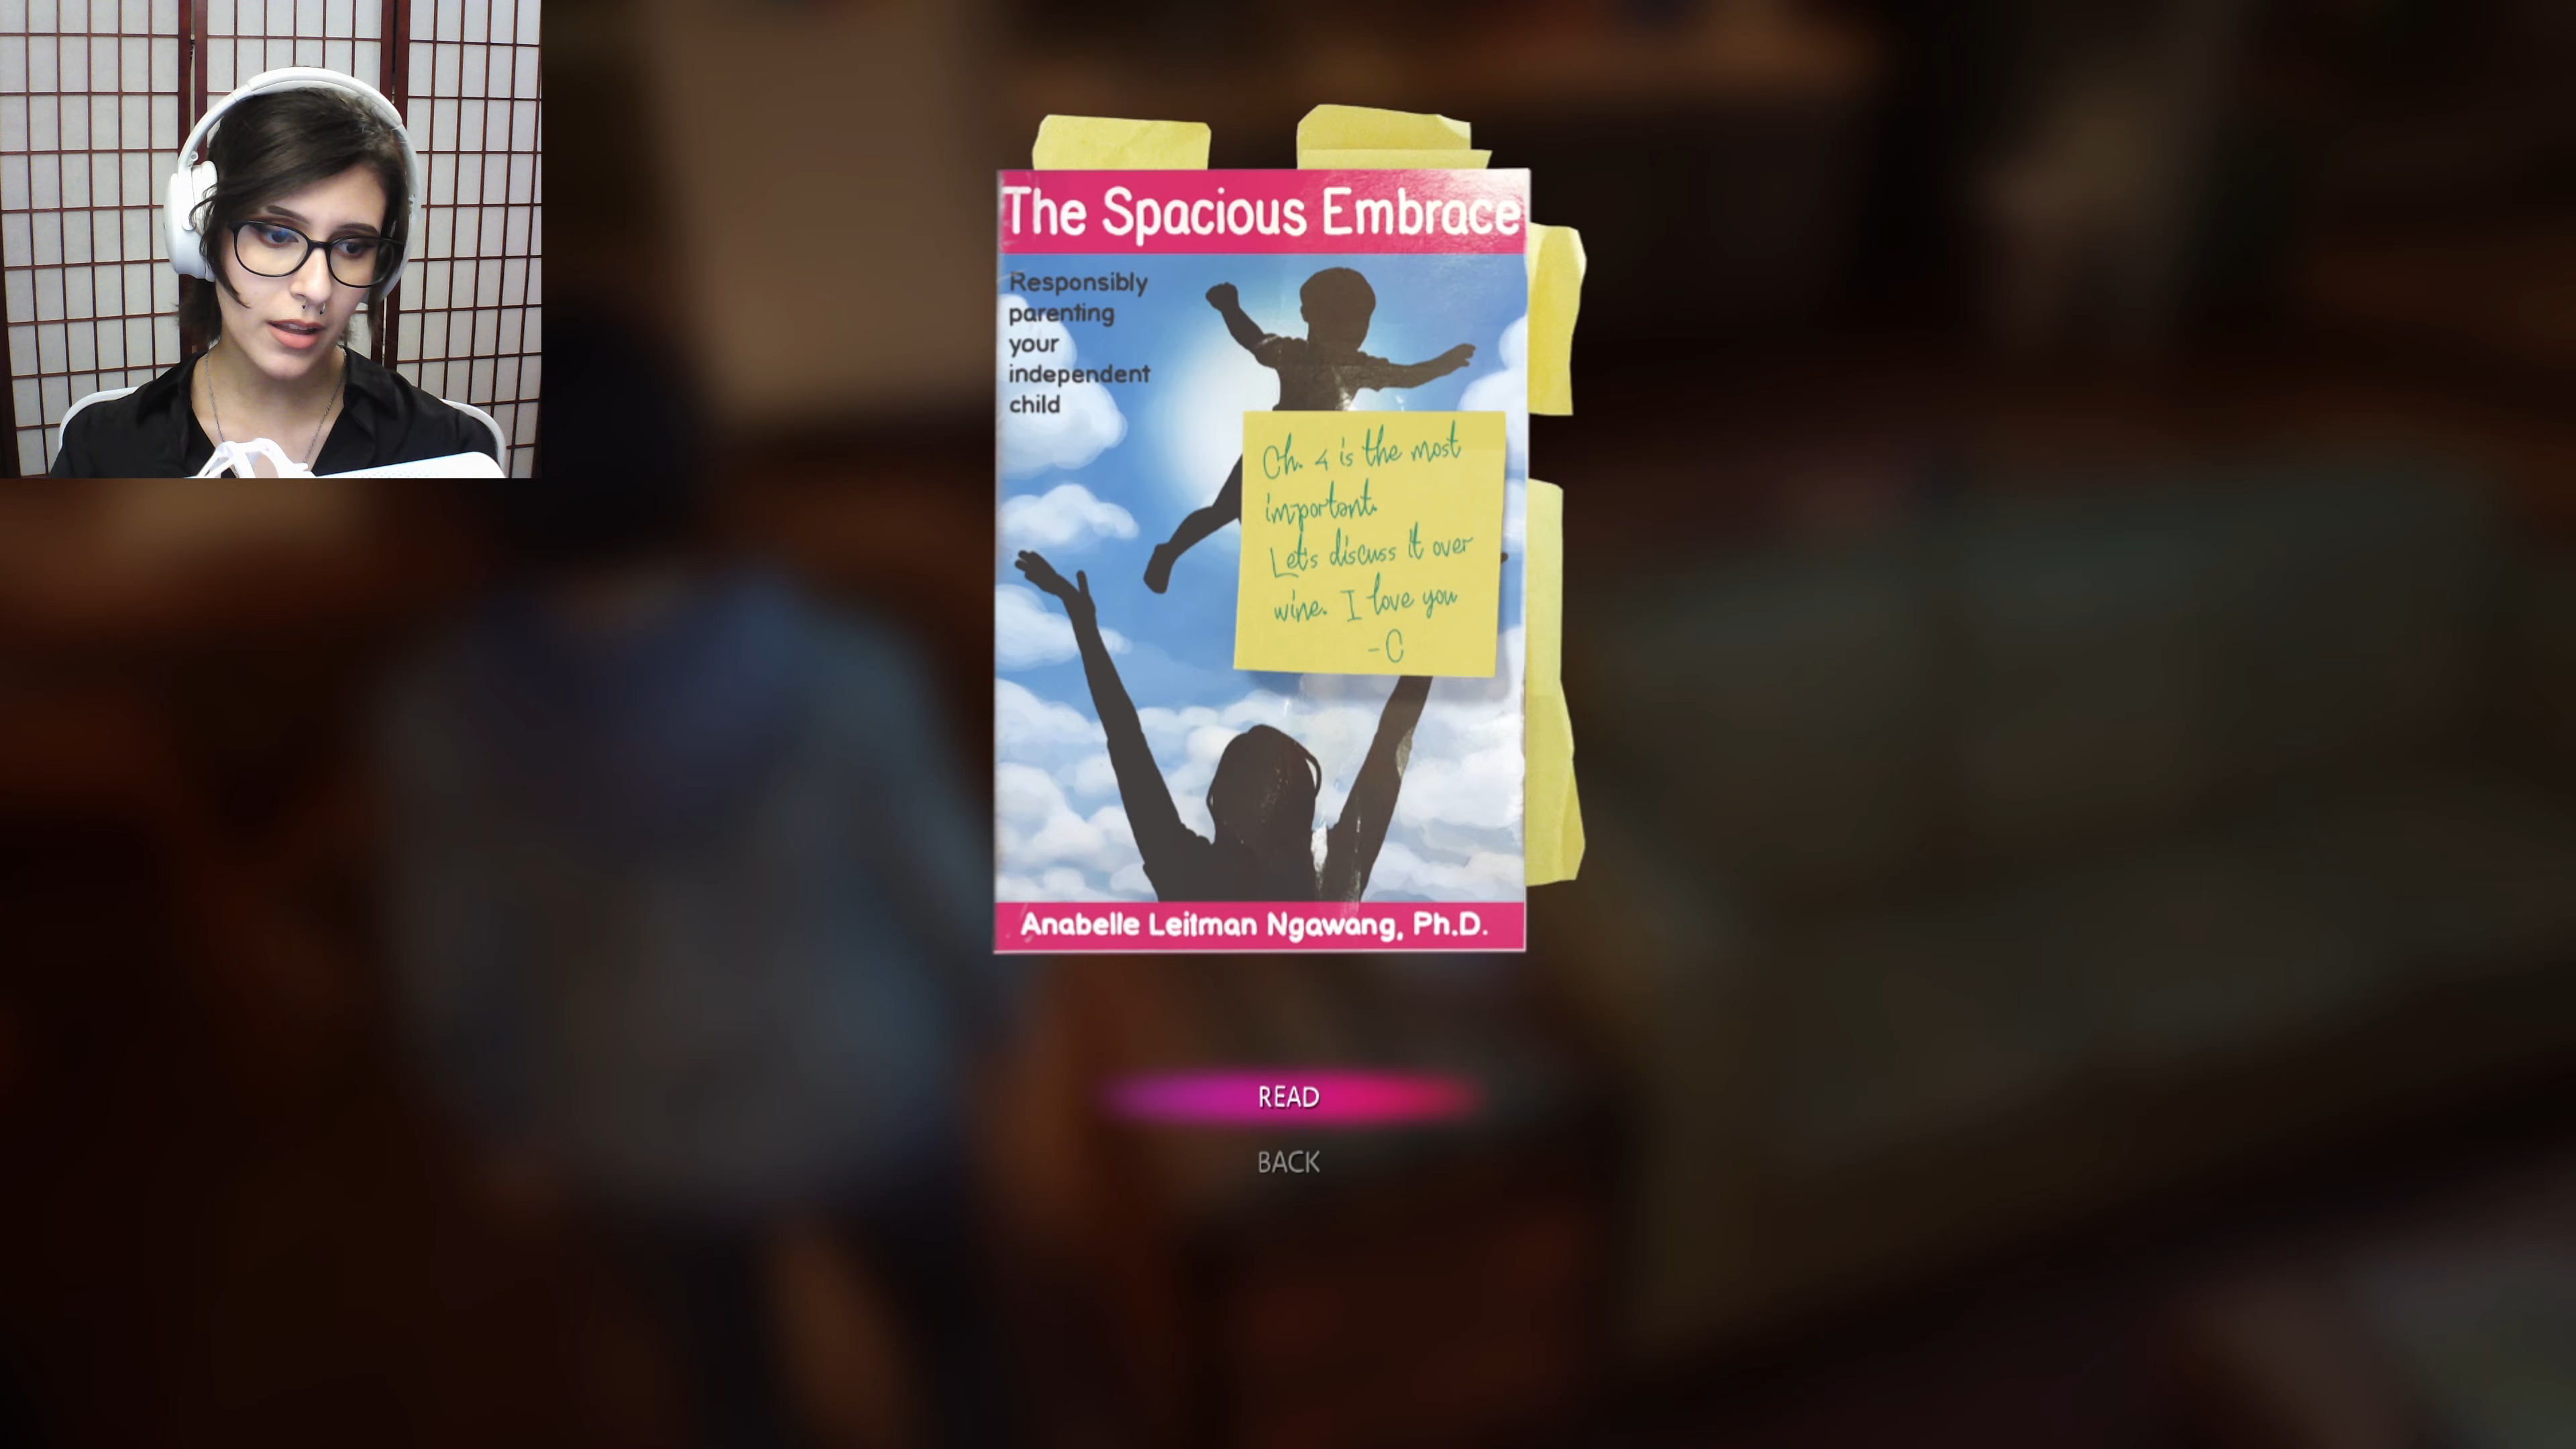 The Spacious Embrace
Responsibly
parenting
your
independent
child
Ch. 4 is the most
important.
Let's discuss it over
wine. I love you
-C
Anabelle Leitman Ngawang, Ph.D.
READ
BACK